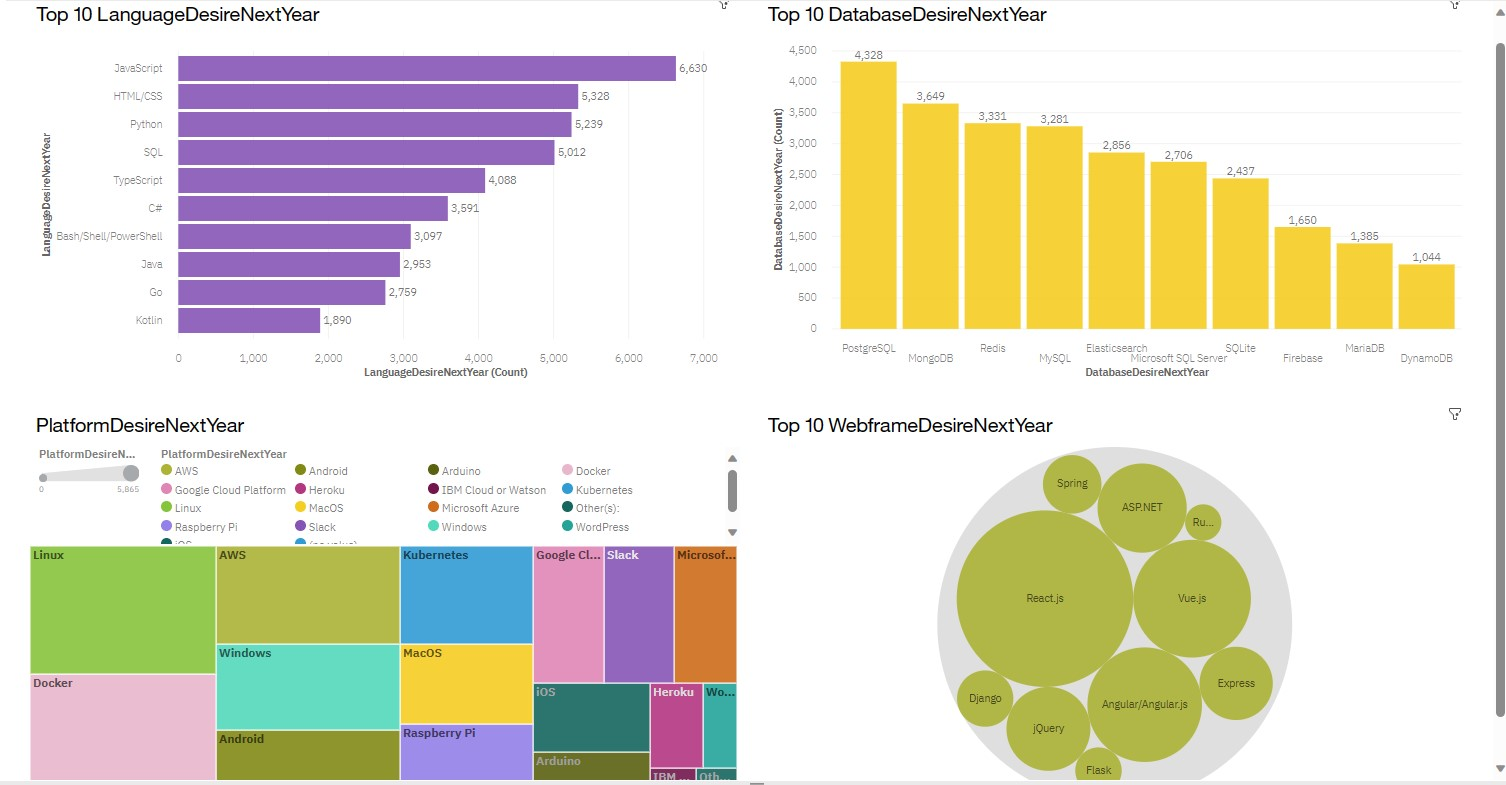 Top 10 LanguageDesireNextYear
LanguageDesireNextYear
JavaScript 6,630
HTML/CSS 5,328
Python 5,239
SQL 5,012
TypeScript 4,088
C# 3,591
Bash/Shell/PowerShell 3,097
Java 2,953
Go 2,759
Kotlin 1,890
0 1,000 2,000 3,000 4,000 5,000 6,000 7,000
LanguageDesireNextYear (Count)
Top 10 DatabaseDesireNextYear
DatabaseDesireNextYear (Count)
4,500
4,000
3,500
3,000
2,500
2,000
1,500
1,000
500
0
4,328 3,649 3,331 3,281 2,856 2,706 2,437 1,650 1,385 1,044
PostgreSQL Redis Elasticsearch SQLite MariaDB
MongoDB MySQL Microsoft SQL Server Firebase DynamoDB
DatabaseDesireNextYear
PlatformDesireNextYear
PlatformDesireN...
0 5,865
PlatformDesireNextYear
AWS Android Arduino Docker
Google Cloud Platform Heroku IBM Cloud or Watson Kubernetes
Linux MacOS Microsoft Azure Other(s):
Raspberry Pi Slack Windows WordPress
iOS (no value)
Linux AWS Kubernetes Google Cl... Slack Microsof...
Windows MacOS
Docker iOS Heroku Wo...
Android Raspberry Pi
Arduino
IBM ... Oth...
Top 10 WebframeDesireNextYear
Spring
ASP.NET
Ru...
React.js
Vue.js
Express
Django
Angular/Angular.js
jQuery
Flask